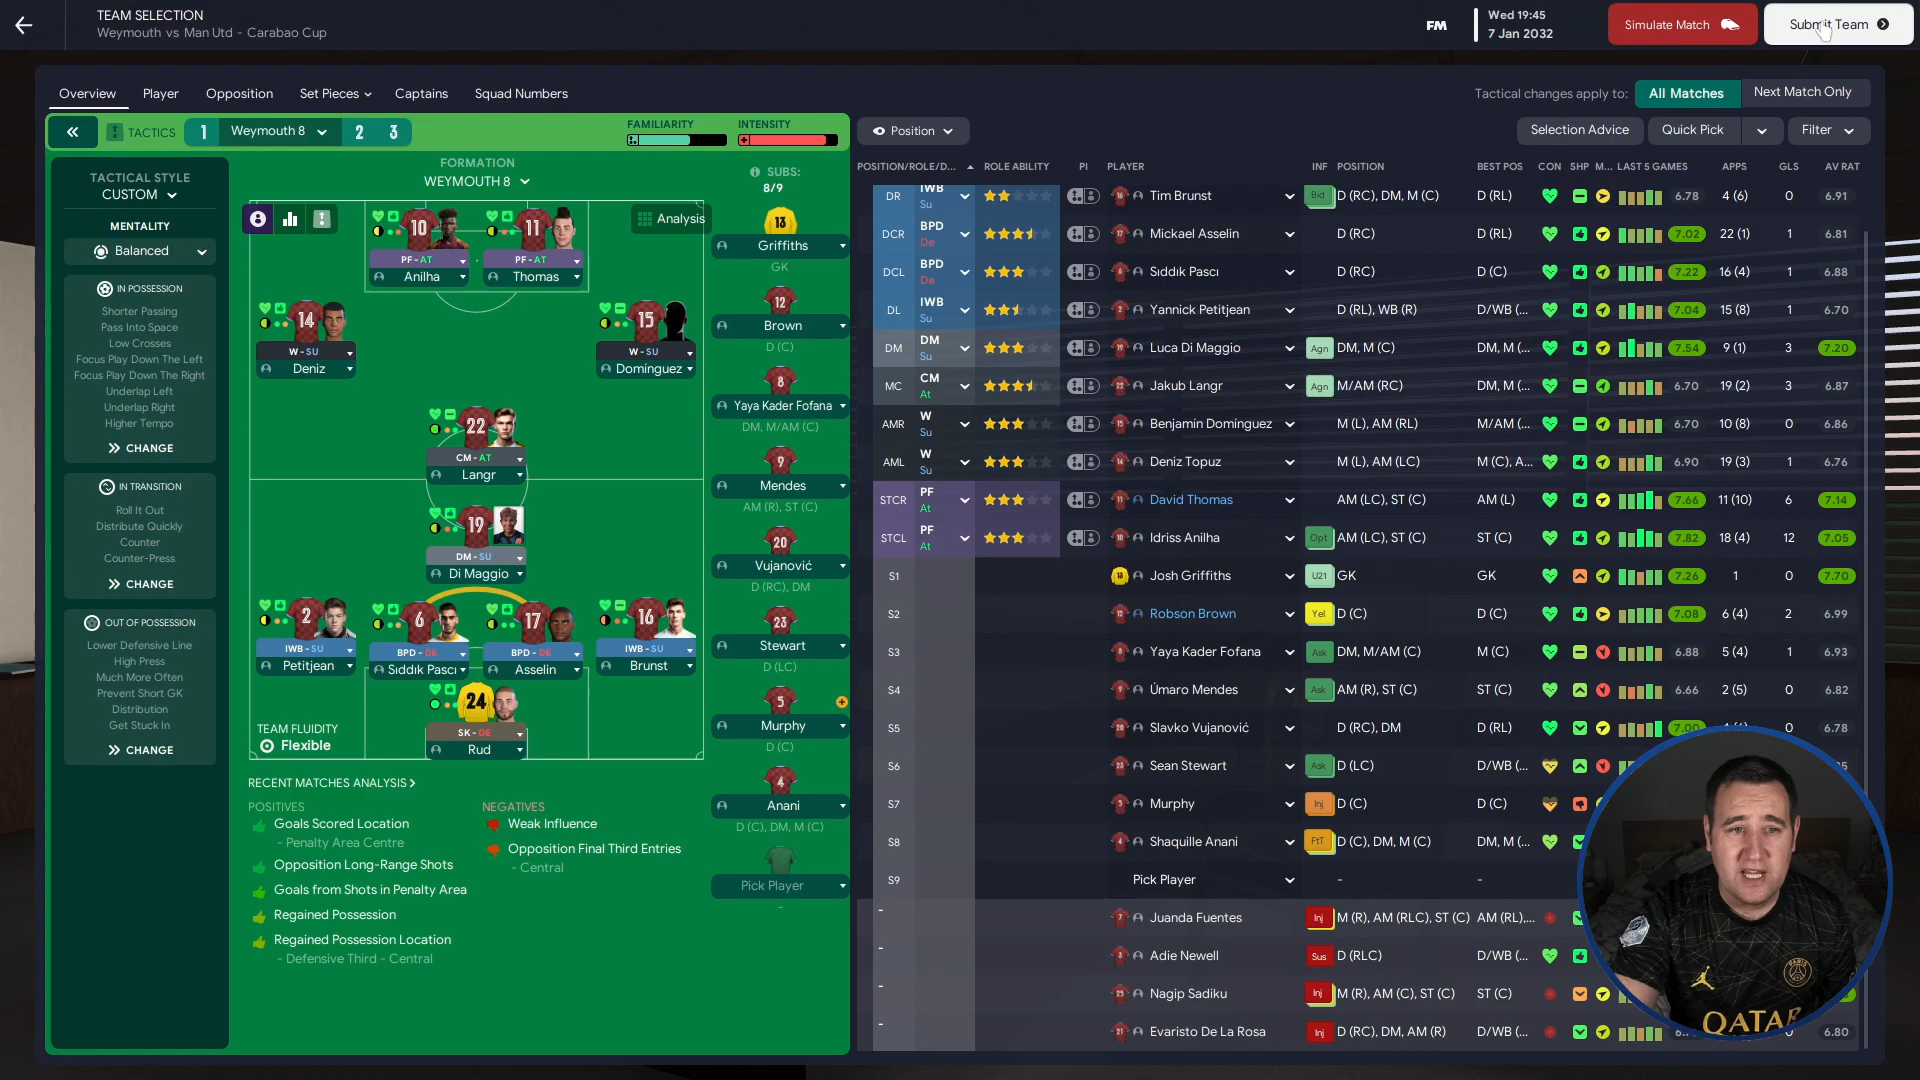 TEAM SELECTION
Weymouth vs Man Utd - Carabao Cup
FM
Wed 19:45
7 Jan 2032
Simulate Match
Submit Team
Overview Player Opposition Set Pieces Captains Squad Numbers
Tactical changes apply to: All Matches Next Match Only
TACTICS 1 Weymouth 8 2 3
FAMILIARITY INTENSITY
Position
Selection Advice Quick Pick Filter
TACTICAL STYLE
CUSTOM
MENTALITY
Balanced
IN POSSESSION
Shorter Passing
Pass Into Space
Low Crosses
Focus Play Down The Left
Focus Play Down The Right
Underlap Left
Underlap Right
Higher Tempo
CHANGE
IN TRANSITION
Roll It Out
Distribute Quickly
Counter
Counter-Press
CHANGE
OUT OF POSSESSION
Lower Defensive Line
High Press
Much More Often
Prevent Short GK
Distribution
Get Stuck In
CHANGE
FORMATION
WEYMOUTH 8
Analysis
10 11
PF - AT PF - AT
Anilha Thomas
14 15
W - SU W - SU
Deniz Domínguez
22
CM - AT
Langr
19
DM - SU
Di Maggio
2 6 17 16
IWB - SU BPD - DE BPD - DE IWB - SU
Petitjean Sıddık Pascı Asselin Brunst
24
SK - DE
Rud
TEAM FLUIDITY
Flexible
RECENT MATCHES ANALYSIS
POSITIVES
Goals Scored Location
- Penalty Area Centre
Opposition Long-Range Shots
Goals from Shots in Penalty Area
Regained Possession
Regained Possession Location
- Defensive Third - Central
NEGATIVES
Weak Influence
Opposition Final Third Entries
- Central
SUBS:
8/9
13
Griffiths
GK
12
Brown
D (C)
8
Yaya Kader Fofana
DM, M/AM (C)
9
Mendes
AM (R), ST (C)
20
Vujanović
D (RC), DM
23
Stewart
D (LC)
5
Murphy
D (C)
4
Anani
D (C), DM, M (C)
Pick Player
-
POSITION/ROLE/D... ROLE ABILITY PI PLAYER INF POSITION BEST POS CON SHP M... LAST 5 GAMES APPS GLS AV RAT
DR IWB Su Tim Brunst Bid D (RC), DM, M (C) D (RL) 6.78 4 (6) 0 6.91
DCR BPD De Mickael Asselin D (RC) D (RL) 7.02 22 (1) 1 6.81
DCL BPD De Sıddık Pascı D (RC) D (C) 7.22 16 (4) 1 6.88
DL IWB Su Yannick Petitjean D (RL), WB (R) D/WB (... 7.04 15 (8) 1 6.70
DM DM Su Luca Di Maggio Agn DM, M (C) DM, M (... 7.54 9 (1) 3 7.20
MC CM At Jakub Langr Agn M/AM (RC) DM, M (... 6.70 19 (2) 3 6.87
AMR W Su Benjamín Domínguez M (L), AM (RL) M/AM (... 6.70 10 (8) 0 6.86
AML W Su Deniz Topuz M (L), AM (LC) M (C), A... 6.90 19 (3) 1 6.76
STCR PF At David Thomas AM (LC), ST (C) AM (L) 7.66 11 (10) 6 7.14
STCL PF At Idriss Anilha Opt AM (LC), ST (C) ST (C) 7.82 18 (4) 12 7.05
S1 Josh Griffiths U21 GK GK 7.26 1 0 7.70
S2 Robson Brown Yel D (C) D (C) 7.08 6 (4) 2 6.99
S3 Yaya Kader Fofana Ask DM, M/AM (C) M (C) 6.88 5 (4) 1 6.93
S4 Úmaro Mendes Ask AM (R), ST (C) ST (C) 6.66 2 (5) 0 6.82
S5 Slavko Vujanović D (RC), DM D (RL) 7.00 0 6.78
S6 Sean Stewart Ask D (LC) D/WB (...
S7 Murphy Inj D (C) D (C)
S8 Shaquille Anani FtT D (C), DM, M (C) DM, M (...
S9 Pick Player - -
- Juanda Fuentes Inj M (R), AM (RLC), ST (C) AM (RL),...
- Adie Newell Sus D (RLC) D/WB (...
- Nagip Sadiku Inj M (R), AM (C), ST (C) ST (C)
- Evaristo De La Rosa Inj D (RC), DM, AM (R) D/WB (... 6.80
PARIS
QATAR